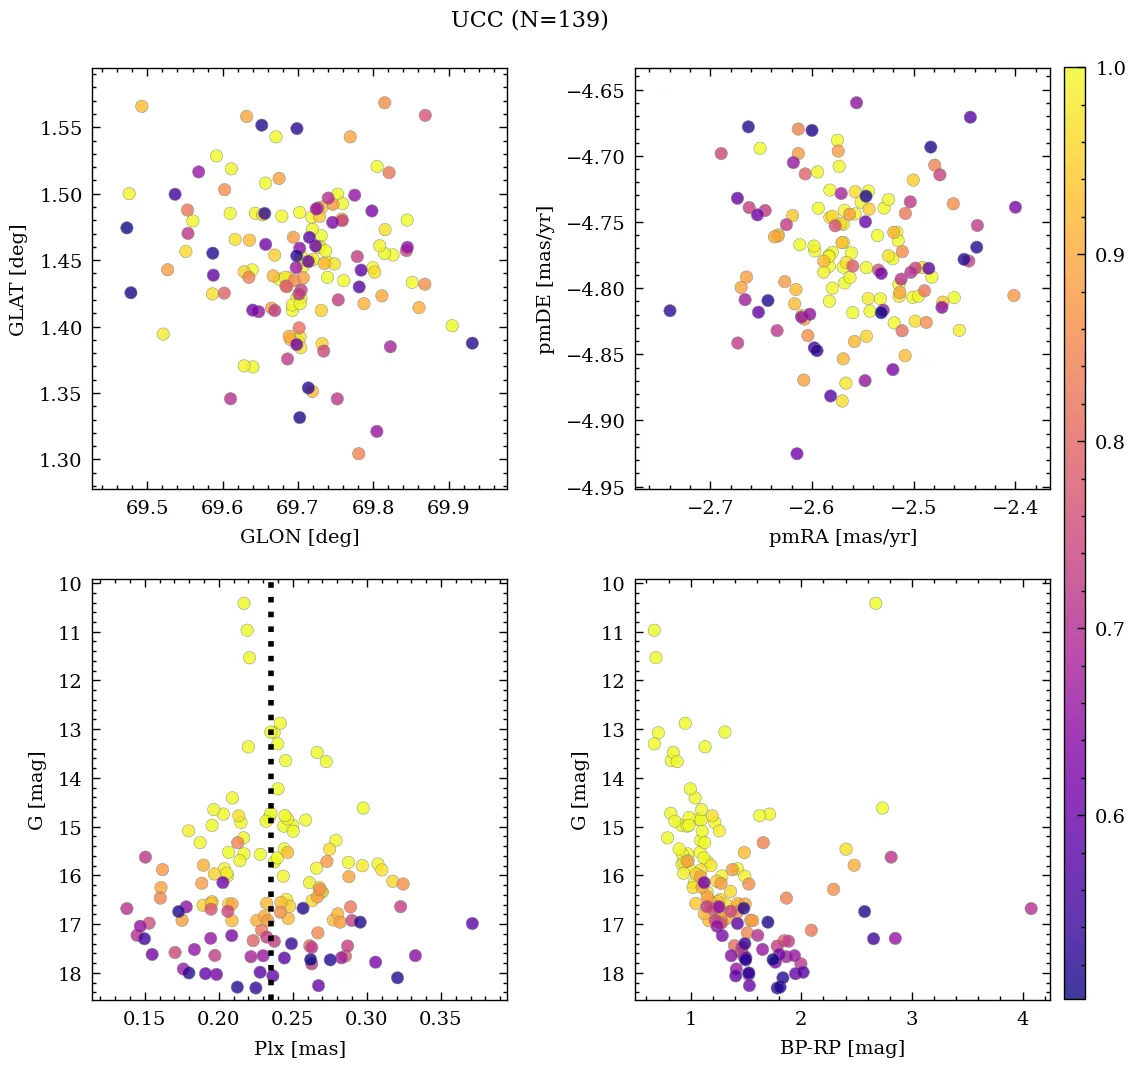 UCC (N=139)
1.55
1.50
1.45
1.40
1.35
1.30
GLAT [deg]
69.5 69.6 69.7 69.8 69.9
GLON [deg]
−4.65
−4.70
−4.75
−4.80
−4.85
−4.90
−4.95
pmDE [mas/yr]
−2.7 −2.6 −2.5 −2.4
pmRA [mas/yr]
1.0
0.9
0.8
0.7
0.6
10
11
12
13
14
15
16
17
18
G [mag]
0.15 0.20 0.25 0.30 0.35
Plx [mas]
10
11
12
13
14
15
16
17
18
G [mag]
1 2 3 4
BP-RP [mag]